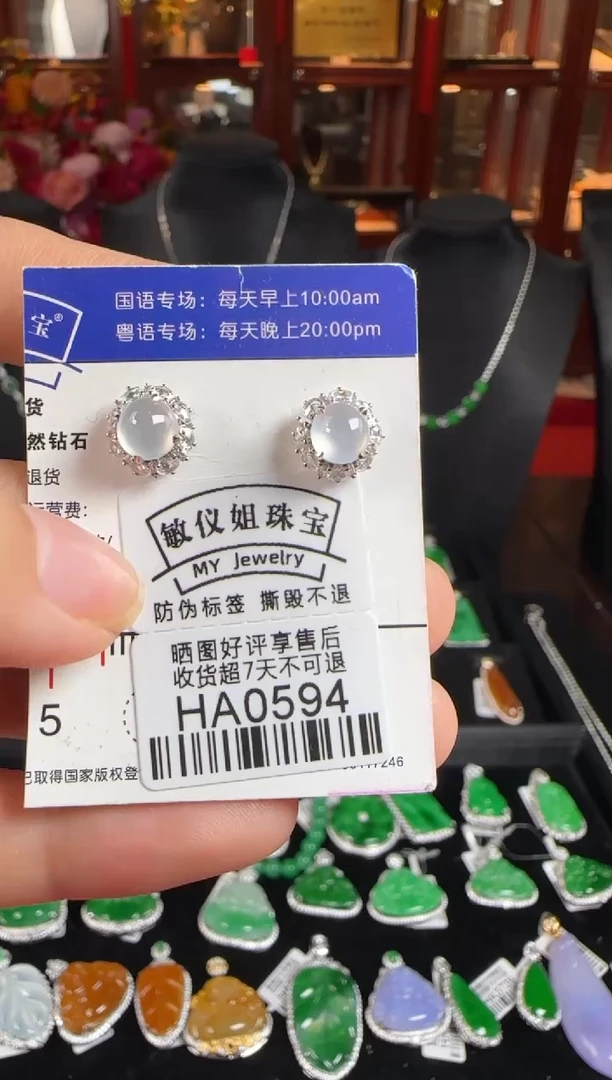 国语专场：每天早上10:00am
粤语专场：每天晚上20:00pm
宝®
货
然钻石
退货
运营费:
敏仪姐珠宝
MY Jewelry
防伪标签 撕毁不退
晒图好评享售后
收货超7天不可退
HA0594
5
已取得国家版权登
7246